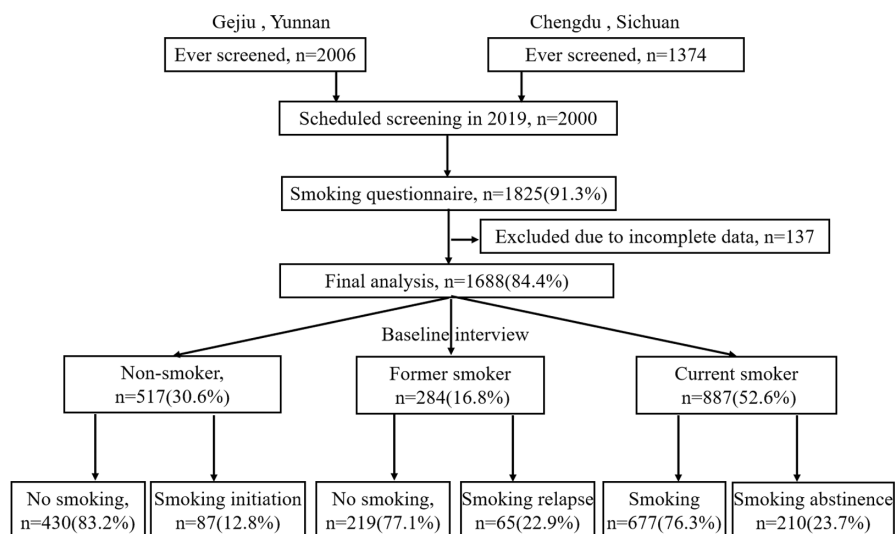 Gejiu , Yunnan
Chengdu , Sichuan
Ever screened, n=2006
Ever screened, n=1374
Scheduled screening in 2019, n=2000
Smoking questionnaire, n=1825(91.3%)
Excluded due to incomplete data, n=137
Final analysis, n=1688(84.4%)
Baseline interview
Non-smoker,
n=517(30.6%)
Former smoker
n=284(16.8%)
Current smoker
n=887(52.6%)
No smoking,
n=430(83.2%)
Smoking initiation
n=87(12.8%)
No smoking,
n=219(77.1%)
Smoking relapse
n=65(22.9%)
Smoking
n=677(76.3%)
Smoking abstinence
n=210(23.7%)